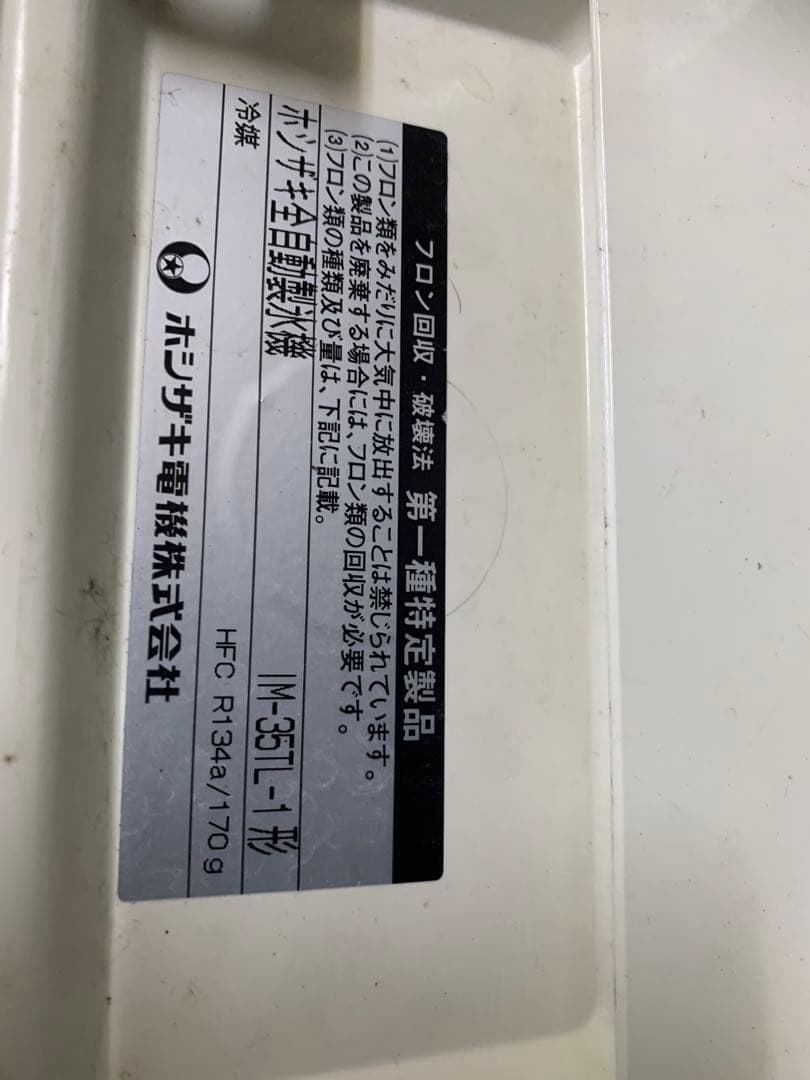 フロン回収・破壊法 第一種特定製品
(1)フロン類をみだりに大気中に放出することは禁じられています。
(2)この製品を廃棄する場合には、フロン類の回収が必要です。
(3)フロン類の種類及び量は、下記に記載。
ホシザキ全自動製氷機 IM-35TL-1形
冷媒 HFC R134a/170g
ホシザキ電機株式会社